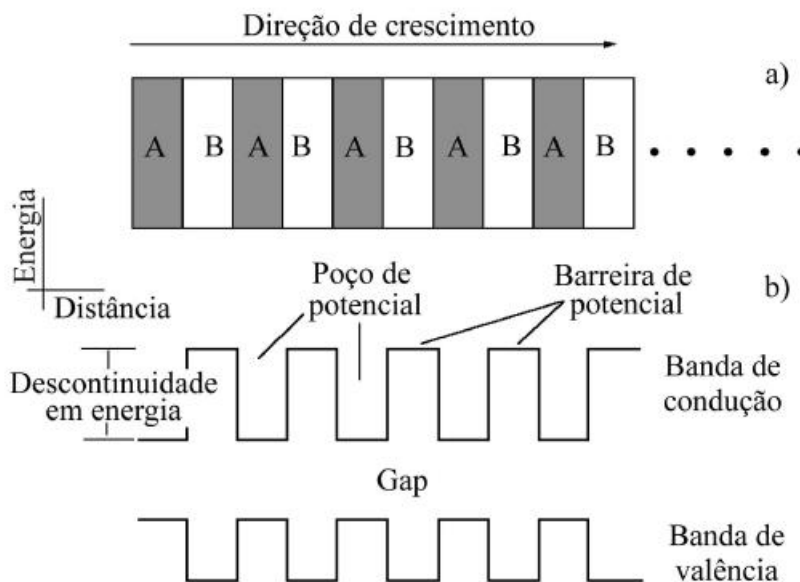 Direção de crescimento
a)
A B A B A B A B A B
Energia
Distância
Poço de
potencial
Barreira de
potencial
b)
Descontinuidade
em energia
Banda de
condução
Gap
Banda de
valência